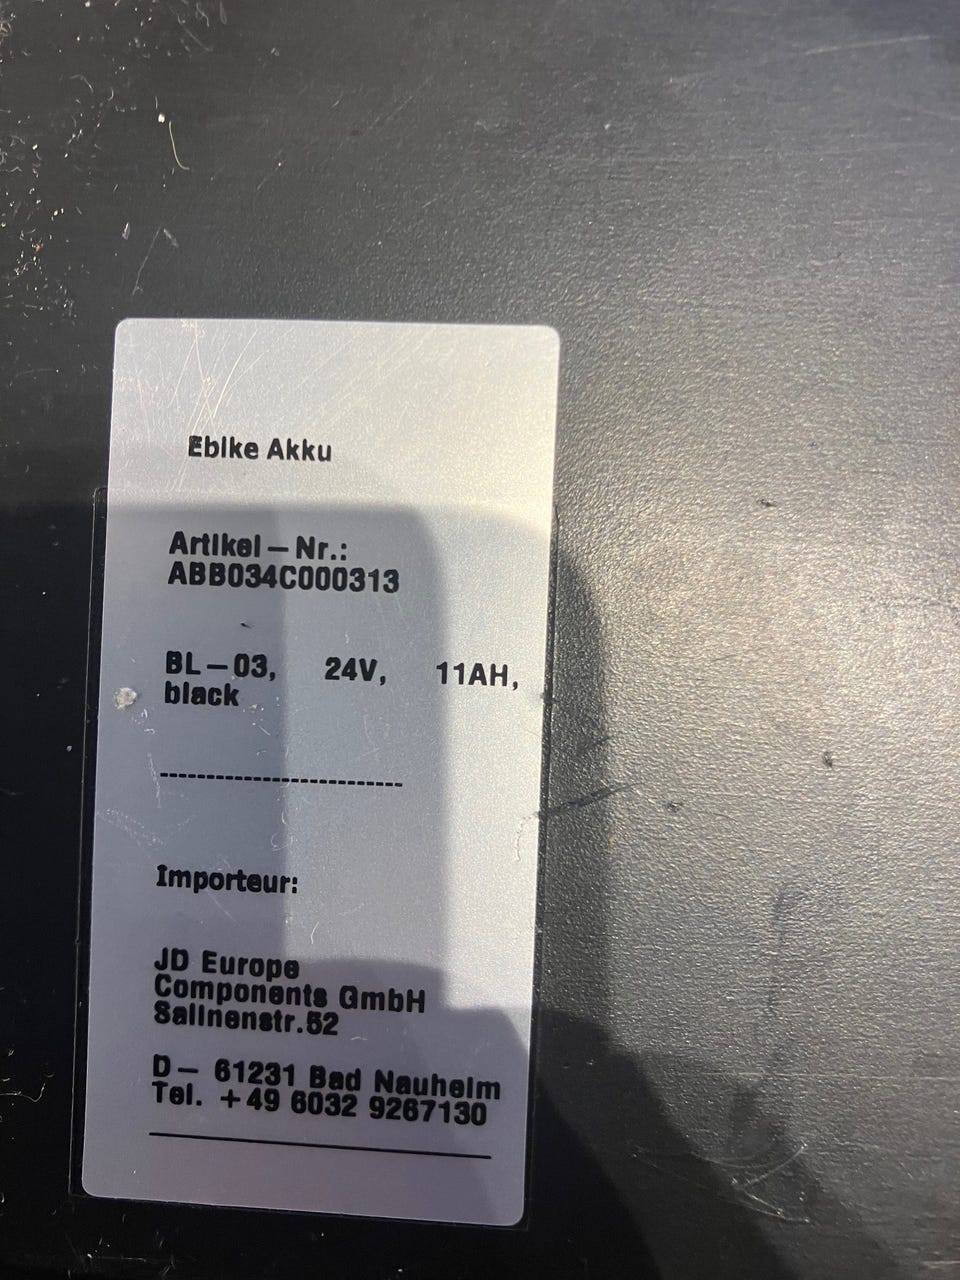 Ebike Akku
Artikel – Nr.:
ABB034C000313
BL – 03, 24V, 11AH,
black
---------------------------
Importeur:
JD Europe
Components GmbH
Salinenstr.52
D – 61231 Bad Nauheim
Tel. +49 6032 9267130